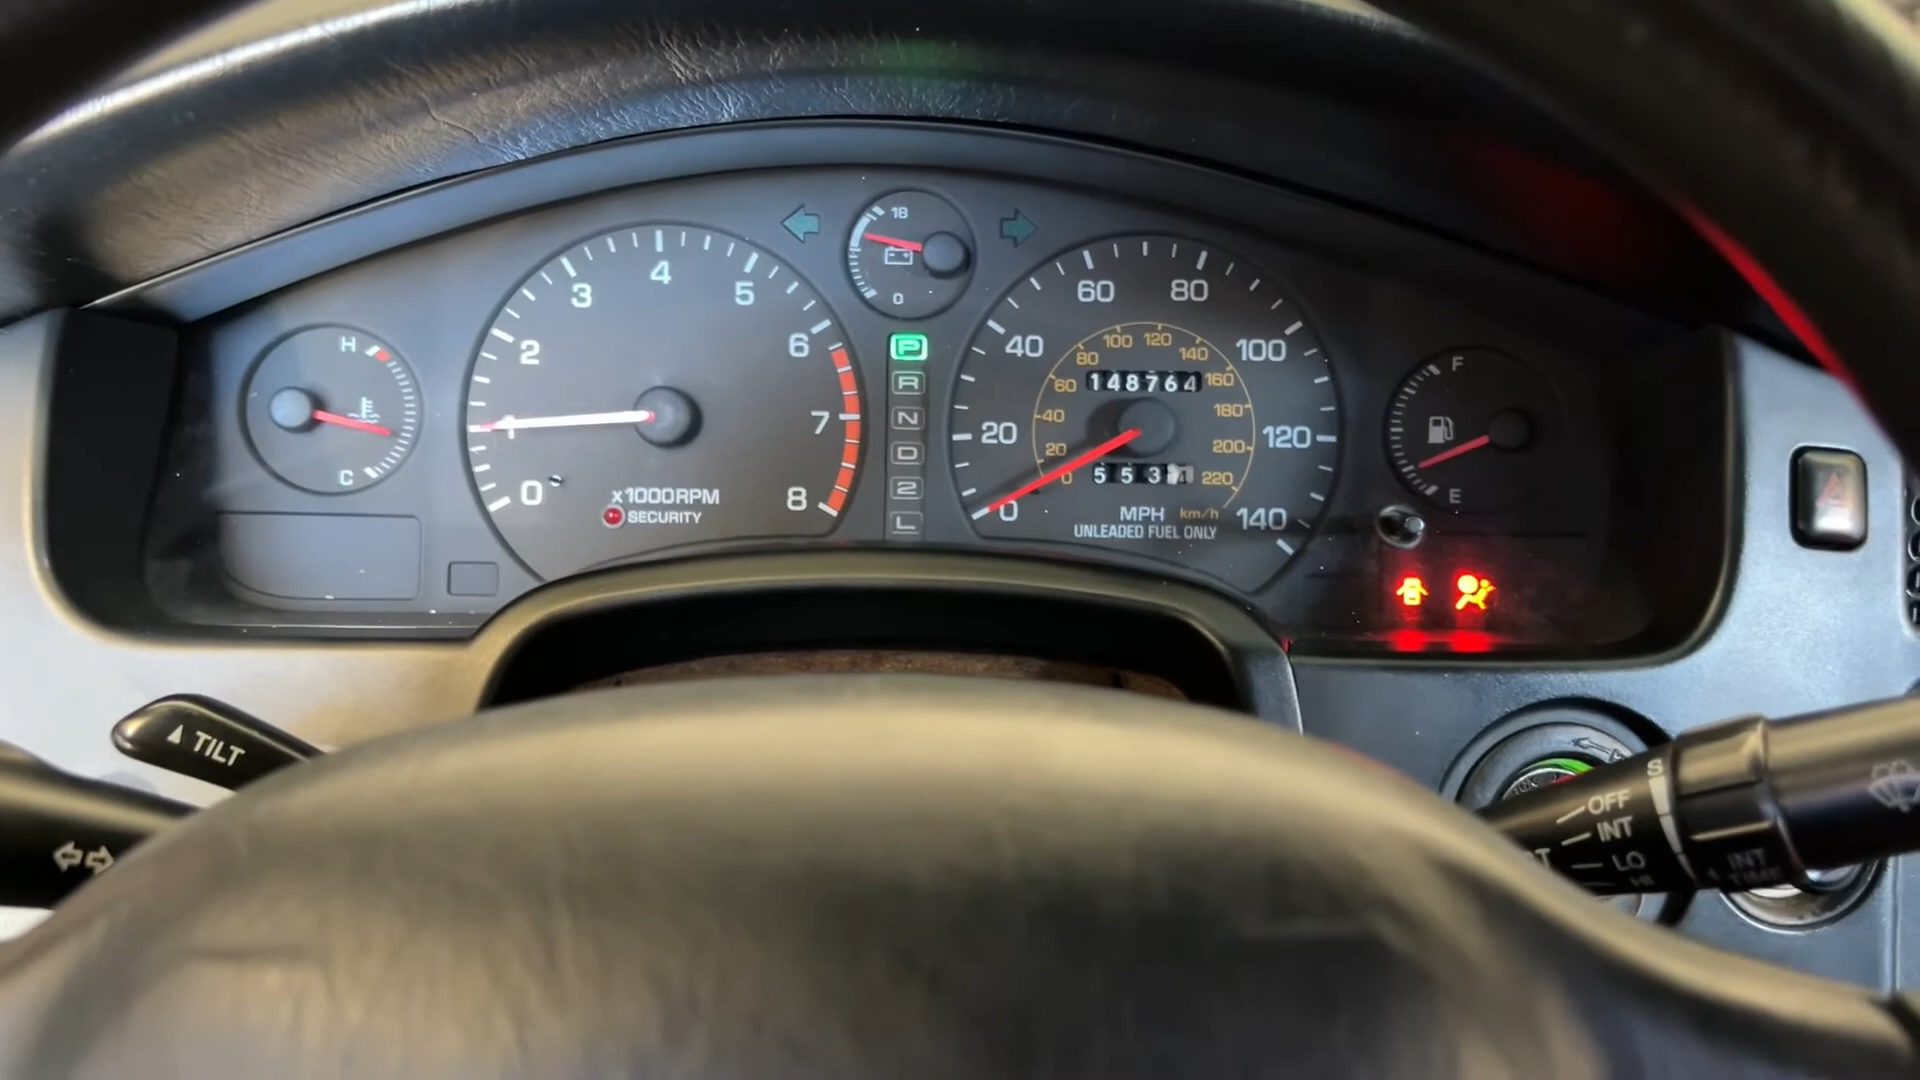 H
C
0
1
2
3
4
5
6
7
8
x1000RPM
SECURITY
18
0
P
R
N
D
2
L
0
20
40
60
80
100
120
140
0
20
40
60
80
100
120
140
160
180
200
220
148764
5534
MPH km/h
UNLEADED FUEL ONLY
F
E
TILT
S
OFF
INT
LO
HI
INT
TIME